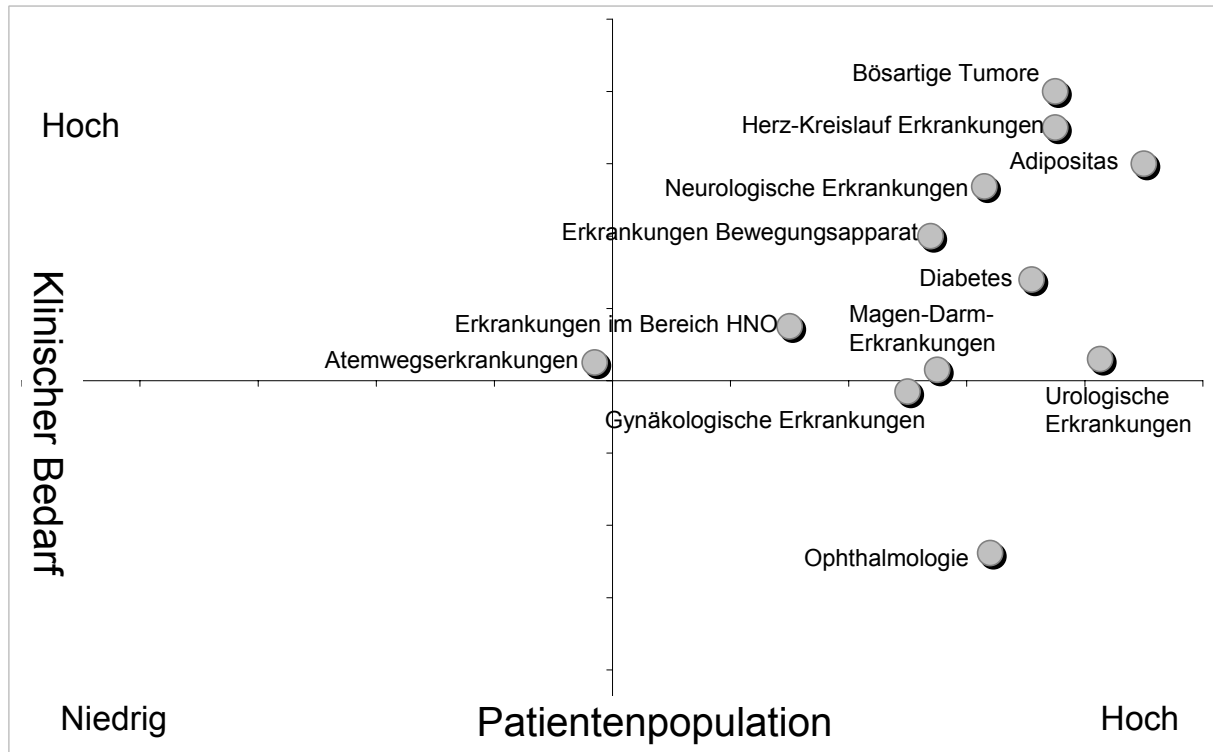 Bösartige Tumore
Hoch
Herz-Kreislauf Erkrankungen
Adipositas
Neurologische Erkrankungen
Erkrankungen Bewegungsapparat
Diabetes
Magen-Darm-
Erkrankungen
Erkrankungen im Bereich HNO
Atemwegserkrankungen
Urologische
Erkrankungen
Gynäkologische Erkrankungen
Klinischer Bedarf
Ophthalmologie
Niedrig
Patientenpopulation
Hoch